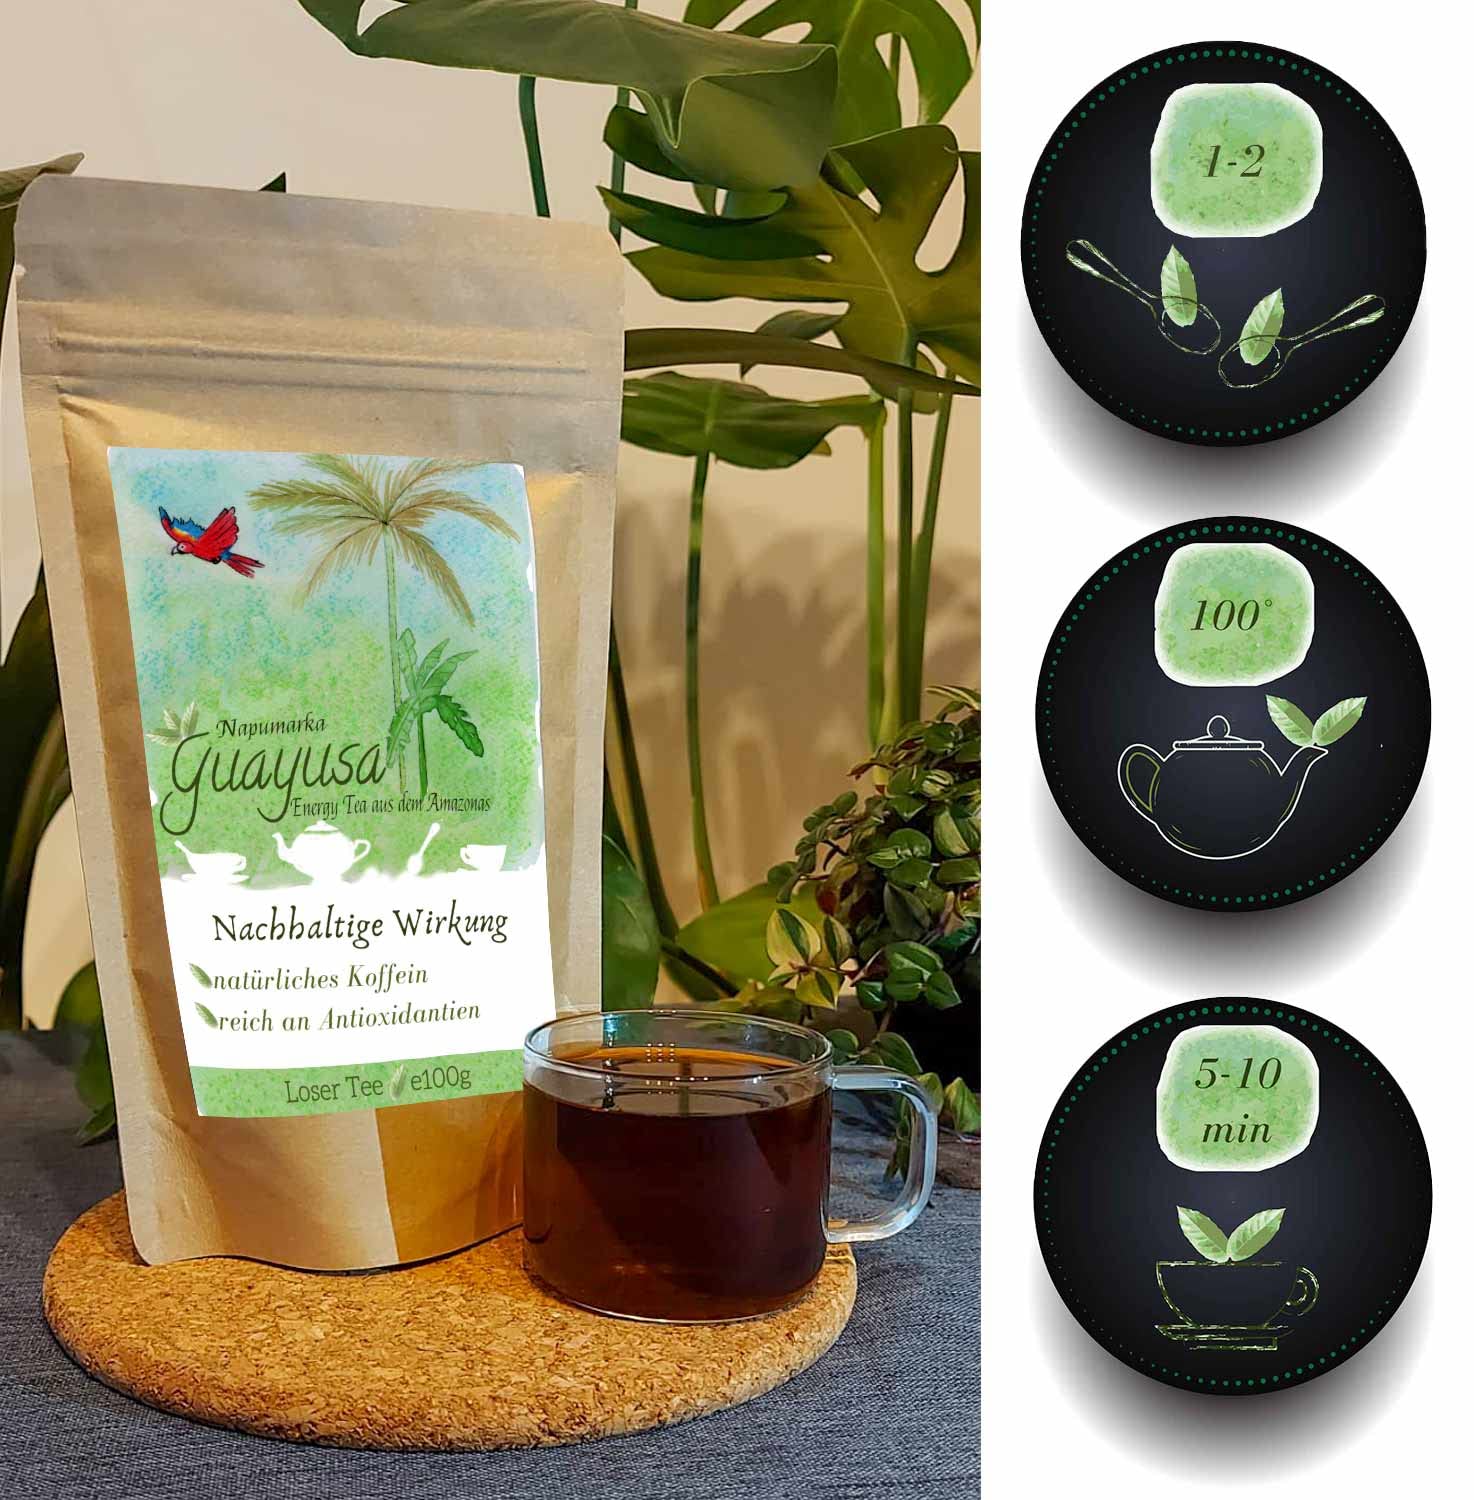 Napumarka
Guayusa
Energy Tea aus dem Amazonas
Nachhaltige Wirkung
natürliches Koffein
reich an Antioxidantien
Loser Tee e100g
1-2
100°
5-10
min